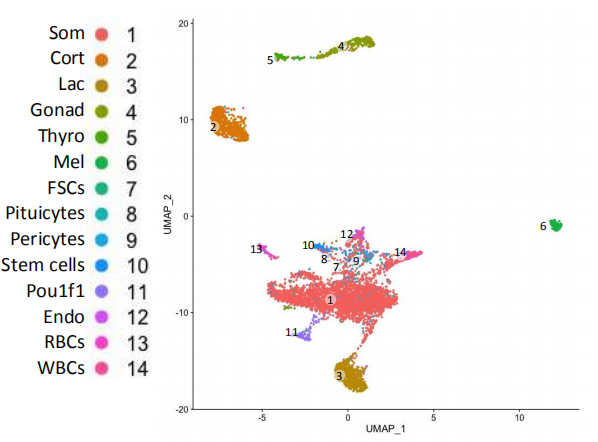 Som 1
Cort 2
Lac 3
Gonad 4
Thyro 5
Mel 6
FSCs 7
Pituicytes 8
Pericytes 9
Stem cells 10
Pou1f1 11
Endo 12
RBCs 13
WBCs 14
UMAP_2
20
10
0
-10
-20
4
5
2
6
12
13
10
14
8
9
7
1
11
3
-5
0
5
10
UMAP_1